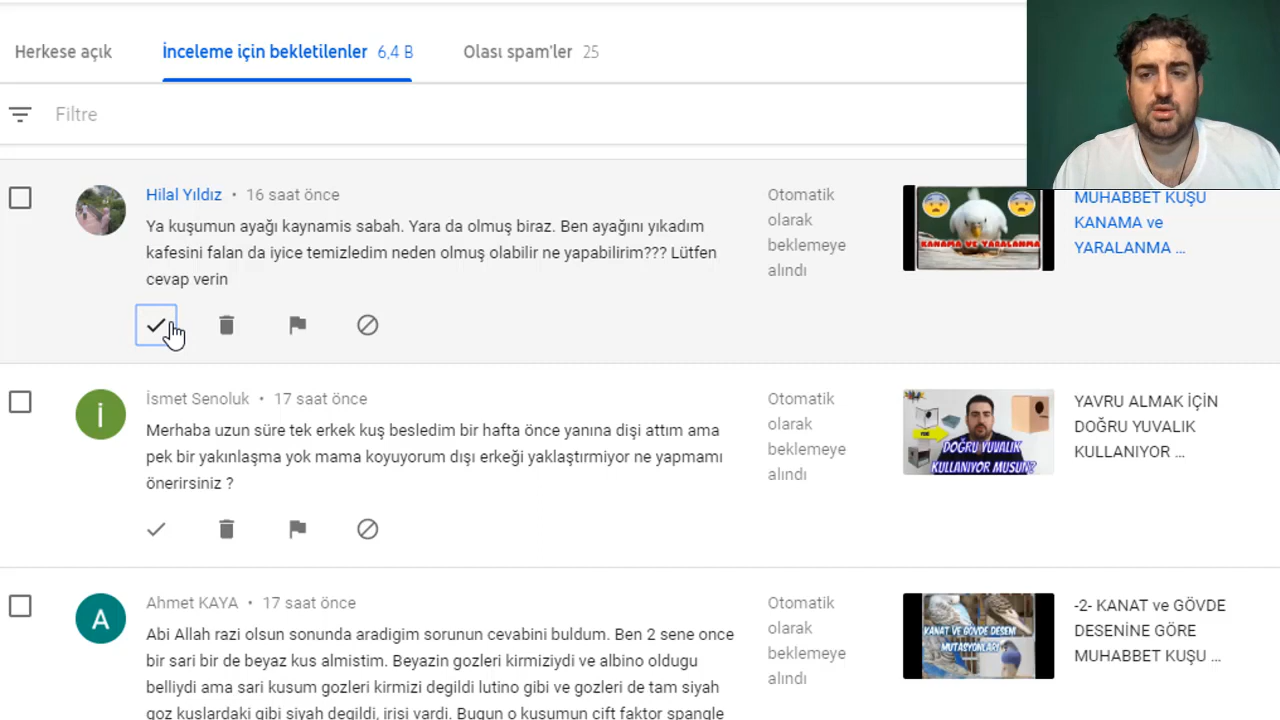 Herkese açık
İnceleme için bekletilenler 6,4 B
Olası spam'ler 25
Filtre
Hilal Yıldız • 16 saat önce
Ya kuşumun ayağı kaynamis sabah. Yara da olmuş biraz. Ben ayağını yıkadım
kafesini falan da iyice temizledim neden olmuş olabilir ne yapabilirim??? Lütfen
cevap verin
Otomatik
olarak
beklemeye
alındı
KANAMA VE YARALANMA
MUHABBET KUŞU
KANAMA ve
YARALANMA ...
İsmet Senoluk • 17 saat önce
Merhaba uzun süre tek erkek kuş besledim bir hafta önce yanına dişi attım ama
pek bir yakınlaşma yok mama koyuyorum dışı erkeği yaklaştırmiyor ne yapmamı
önerirsiniz ?
Otomatik
olarak
beklemeye
alındı
DOĞRU YUVALIK
KULLANIYOR MUSUN?
YAVRU ALMAK İÇİN
DOĞRU YUVALIK
KULLANIYOR ...
Ahmet KAYA • 17 saat önce
Abi Allah razi olsun sonunda aradigim sorunun cevabini buldum. Ben 2 sene once
bir sari bir de beyaz kus almistim. Beyazin gozleri kirmiziydi ve albino oldugu
belliydi ama sari kusum gozleri kirmizi degildi lutino gibi ve gozleri de tam siyah
goz kuslardaki gibi siyah degildi, irisi vardi. Bugun o kusumun cift faktor spangle
Otomatik
olarak
beklemeye
alındı
KANAT VE GÖVDE DESENİ
MUTASYONLARI
-2- KANAT ve GÖVDE
DESENİNE GÖRE
MUHABBET KUŞU ...
İ
A